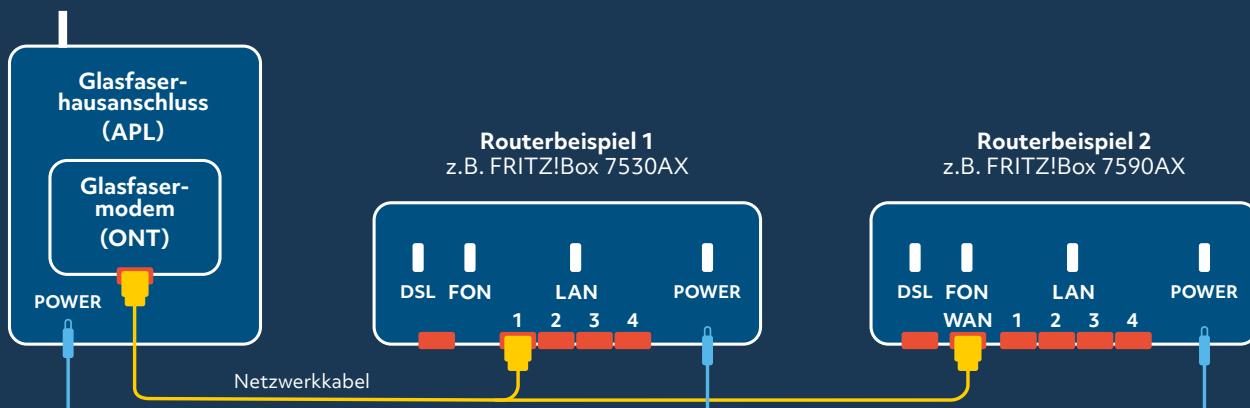 Glasfaser-
hausanschluss
(APL)
Glasfaser-
modem
(ONT)
POWER
Netzwerkkabel
Routerbeispiel 1
z.B. FRITZ!Box 7530AX
DSL FON LAN POWER
1 2 3 4
Routerbeispiel 2
z.B. FRITZ!Box 7590AX
DSL FON LAN POWER
WAN 1 2 3 4